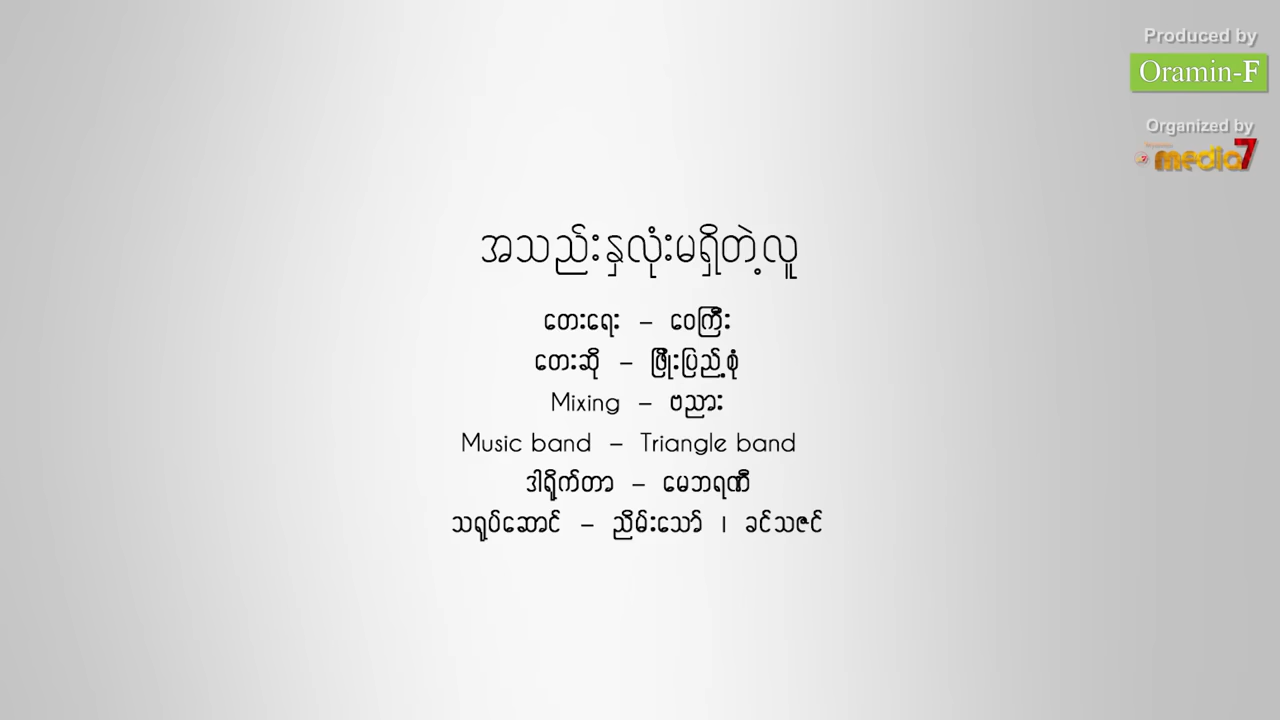 Produced by
Oramin-F
Organized by
media7
အသည်းနှလုံးမရှိတဲ့လူ
တေးရေး – ဝေကြီး
တေးဆို – ဖြိုးပြည့်စုံ
Mixing – ဗညား
Music band – Triangle band
ဒါရိုက်တာ – မေဘရဏီ
သရုပ်ဆောင် – ညိမ်းသော် ၊ ခင်သဇင်